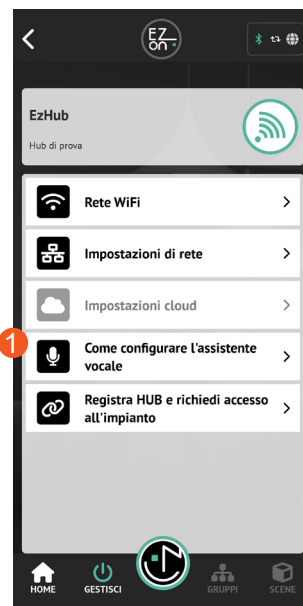 EZ
on
EzHub
Hub di prova
Rete WiFi
Impostazioni di rete
Impostazioni cloud
1
Come configurare l'assistente
vocale
Registra HUB e richiedi accesso
all'impianto
HOME
GESTISCI
GRUPPI
SCENE